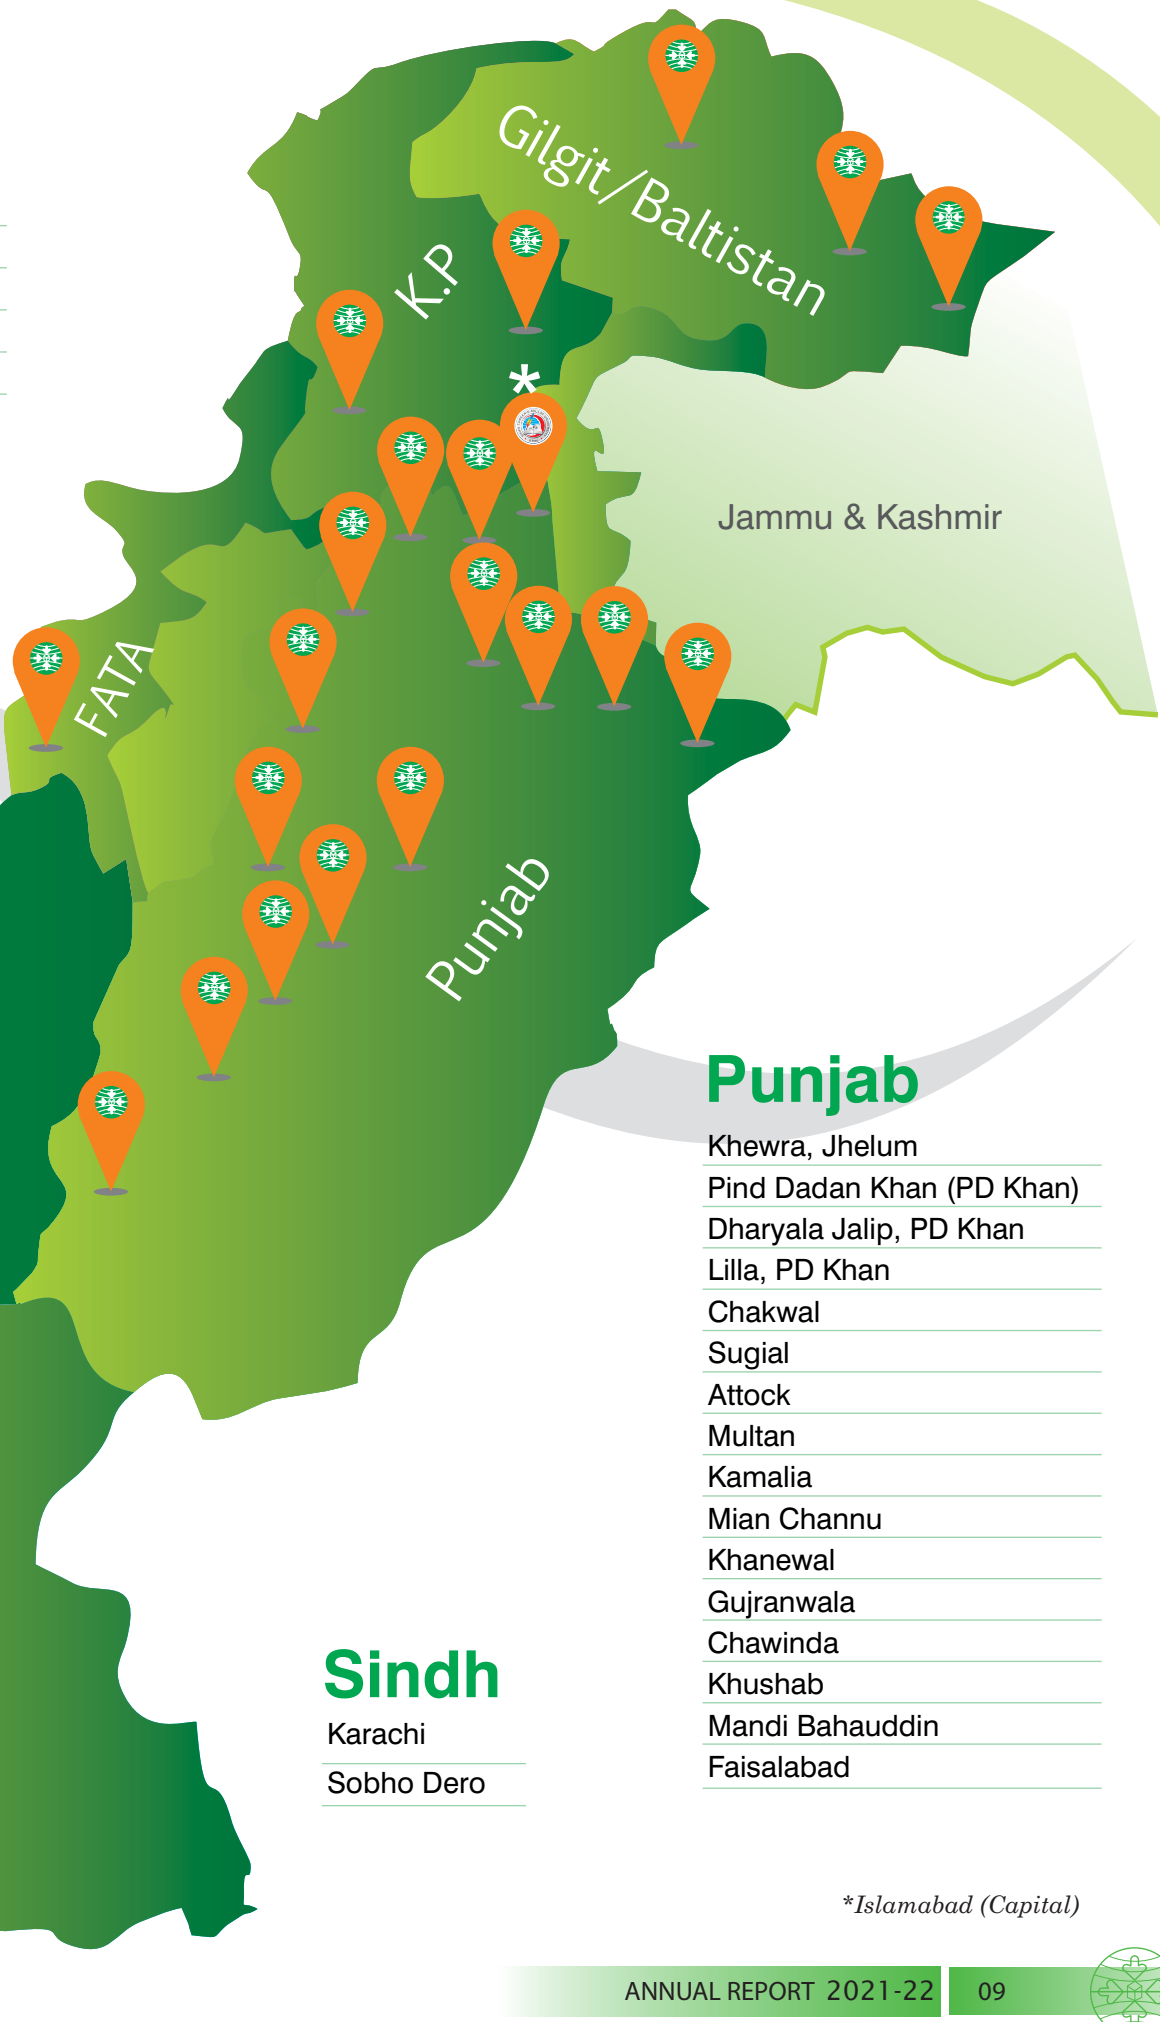 Gilgit/Baltistan
K.P
*
Jammu & Kashmir
FATA
Punjab
Punjab
Khewra, Jhelum
Pind Dadan Khan (PD Khan)
Dharyala Jalip, PD Khan
Lilla, PD Khan
Chakwal
Sugial
Attock
Multan
Kamalia
Mian Channu
Khanewal
Gujranwala
Chawinda
Khushab
Mandi Bahauddin
Faisalabad
Sindh
Karachi
Sobho Dero
*Islamabad (Capital)
ANNUAL REPORT 2021-22 09